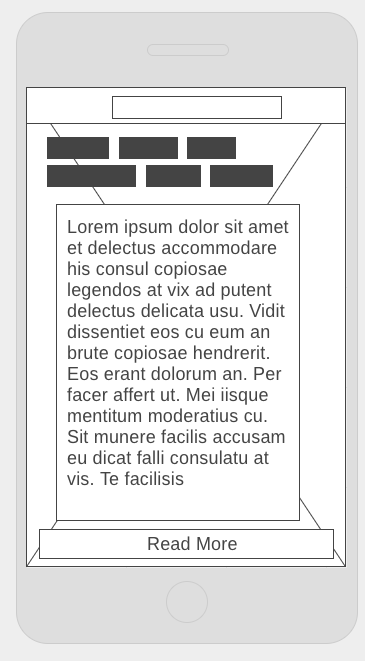 Lorem ipsum dolor sit amet
et delectus accommodare
his consul copiosae
legendos at vix ad putent
delectus delicata usu. Vidit
dissentiet eos cu eum an
brute copiosae hendrerit.
Eos erant dolorum an. Per
facer affert ut. Mei iisque
mentitum moderatius cu.
Sit munere facilis accusam
eu dicat falli consulatu at
vis. Te facilisis
Read More